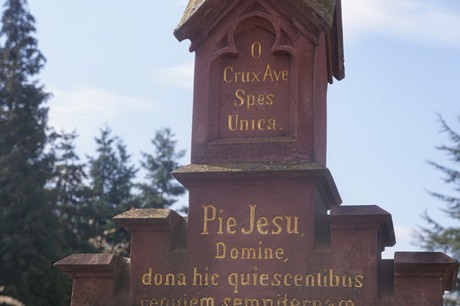 O
Crux Ave
Spes
Unica.
Pie Jesu,
Domine,
dona hic quiescentibus
requiem sempiternam